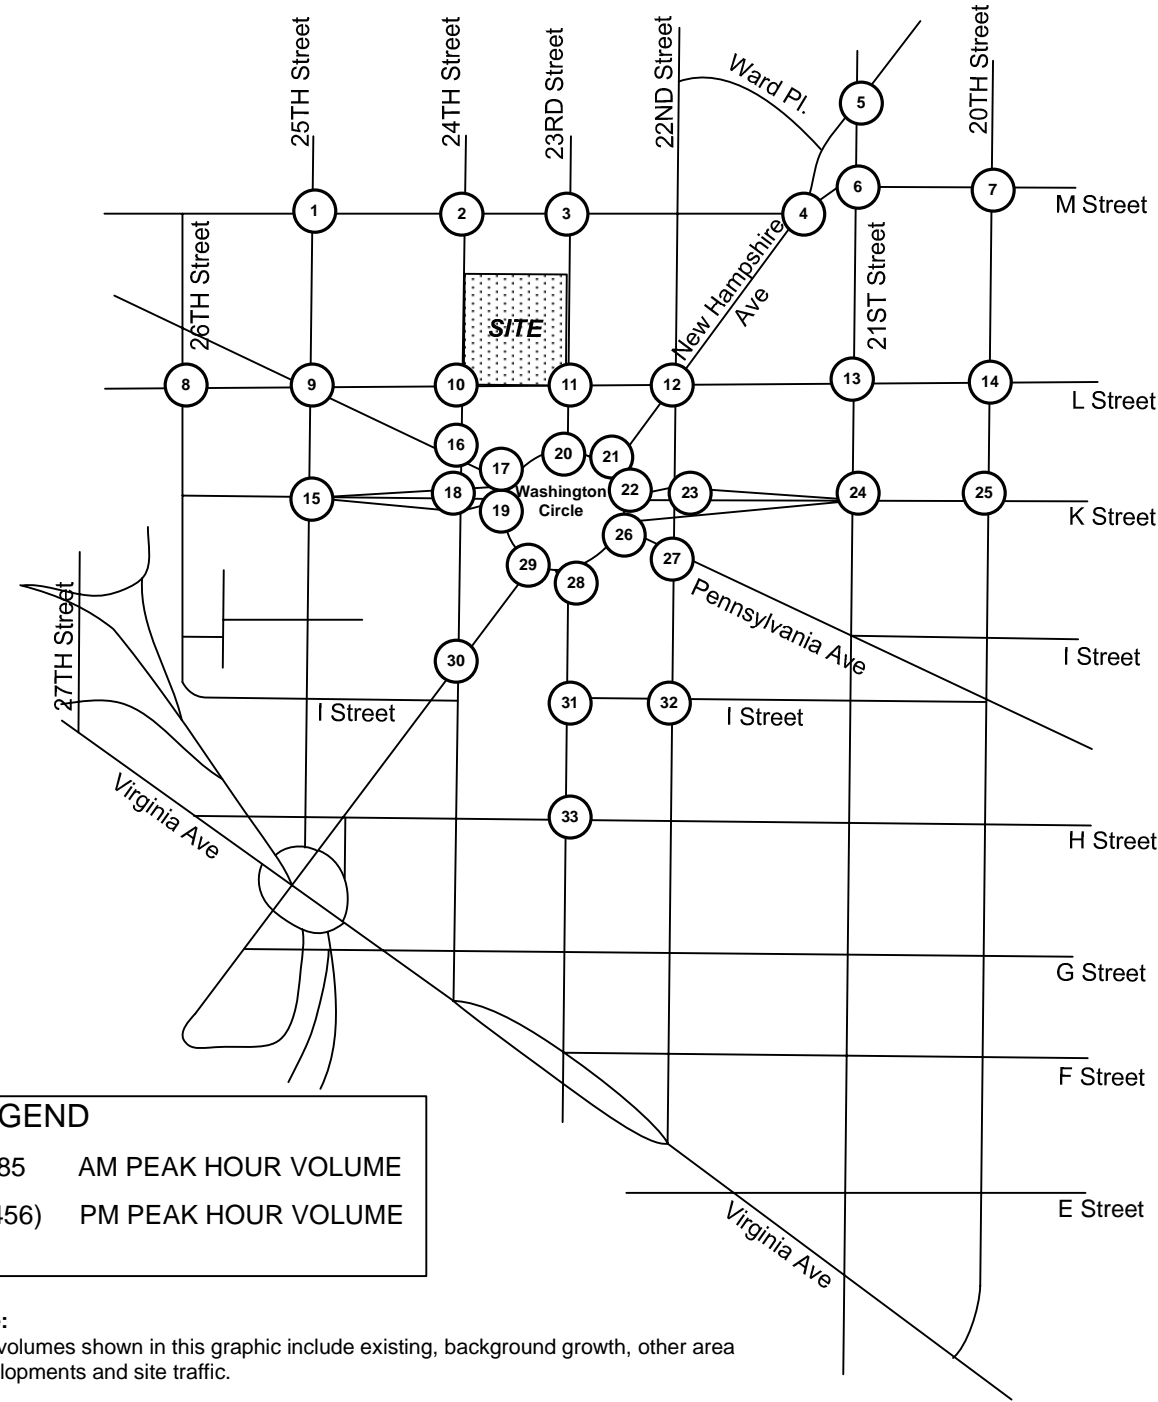 25TH Street
24TH Street
23RD Street
22ND Street
Ward Pl.
20TH Street
5
6
7
1
2
3
4
M Street
26TH Street
New Hampshire
Ave
21ST Street
SITE
8
9
10
11
12
13
14
L Street
16
17
20
21
15
18
19
Washington
Circle
22
23
24
25
K Street
26
27
29
28
Pennsylvania Ave
27TH Street
I Street
30
31
32
I Street
I Street
33
Virginia Ave
H Street
G Street
F Street
E Street
Virginia Ave
GEND
85 AM PEAK HOUR VOLUME
456) PM PEAK HOUR VOLUME
:
volumes shown in this graphic include existing, background growth, other area
lopments and site traffic.